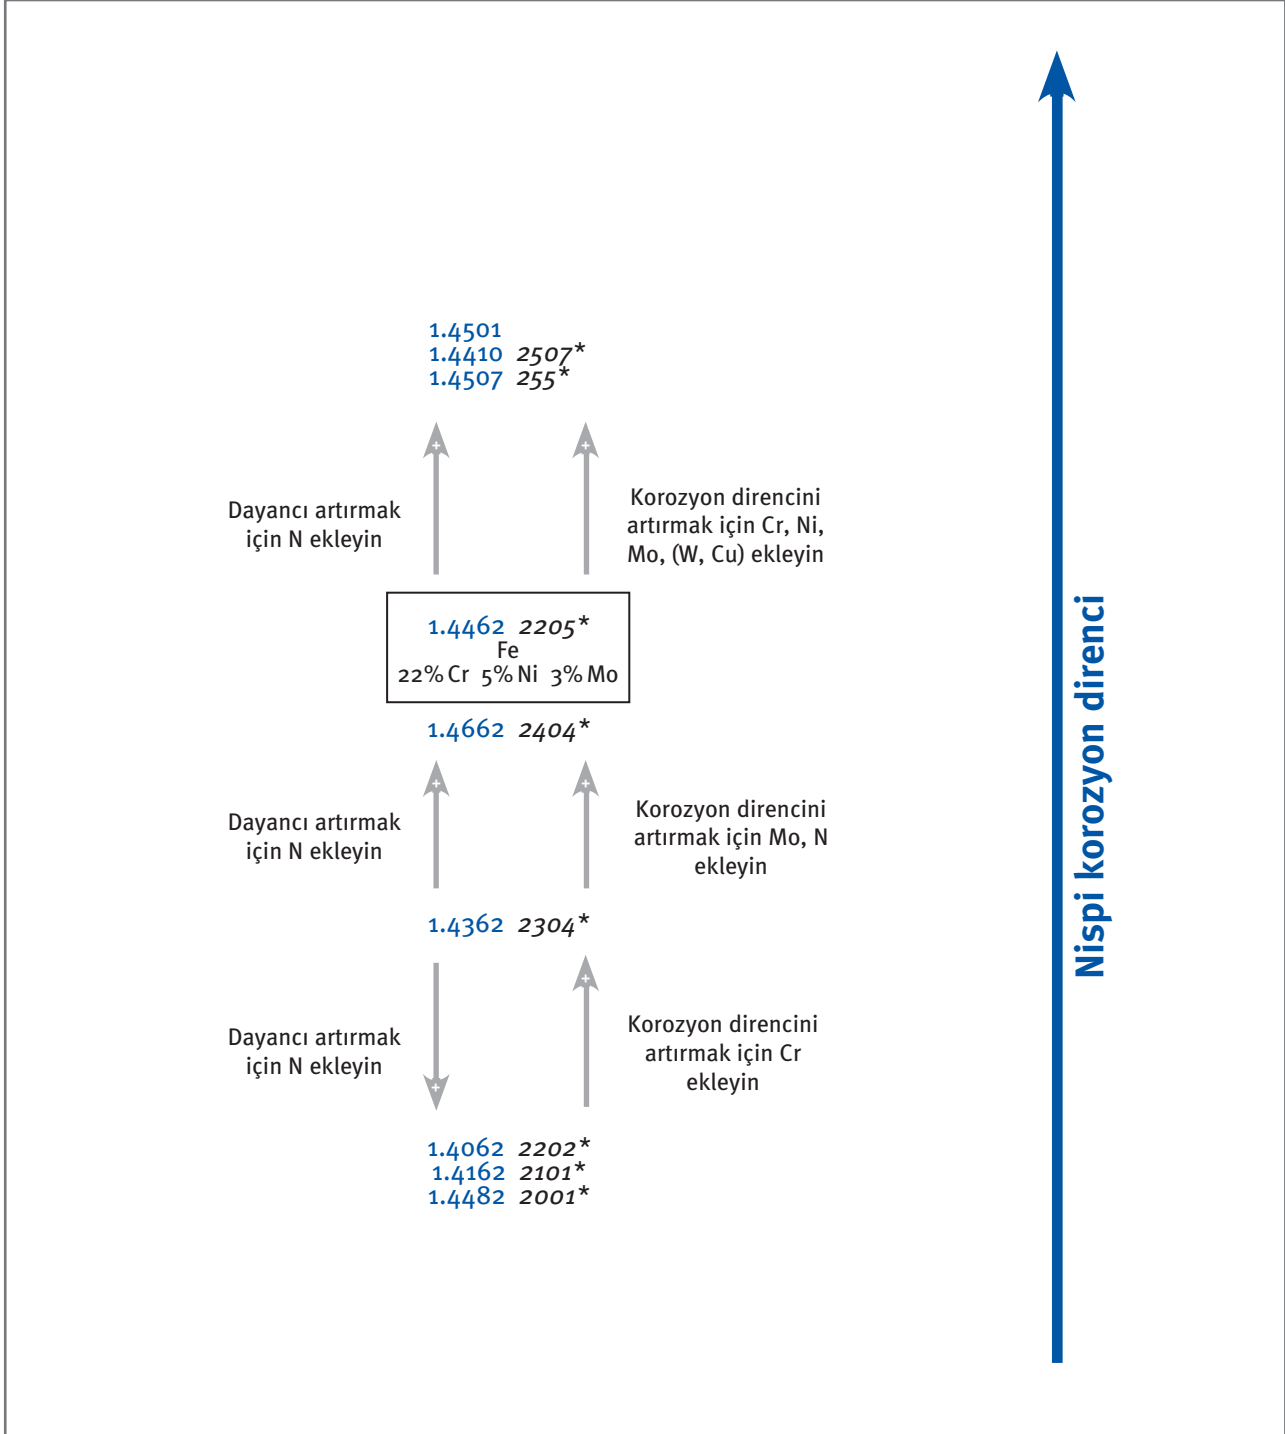 1.4501
1.4410 2507*
1.4507 255*
+
+
Dayancı artırmak
için N ekleyin
Korozyon direncini
artırmak için Cr, Ni,
Mo, (W, Cu) ekleyin
1.4462 2205*
Fe
22% Cr 5% Ni 3% Mo
1.4662 2404*
+
+
Dayancı artırmak
için N ekleyin
Korozyon direncini
artırmak için Mo, N
ekleyin
1.4362 2304*
+
Dayancı artırmak
için N ekleyin
Korozyon direncini
artırmak için Cr
ekleyin
+
1.4062 2202*
1.4162 2101*
1.4482 2001*
Nispi korozyon direnci